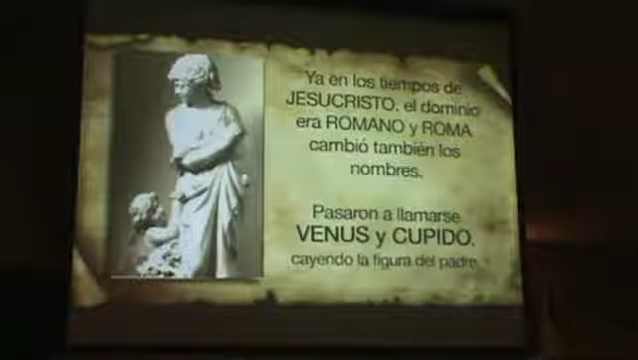 Ya en los tiempos de
JESUCRISTO, el dominio
era ROMANO y ROMA
cambió también los
nombres.
Pasaron a llamarse
VENUS y CUPIDO,
cayendo la figura del padre.